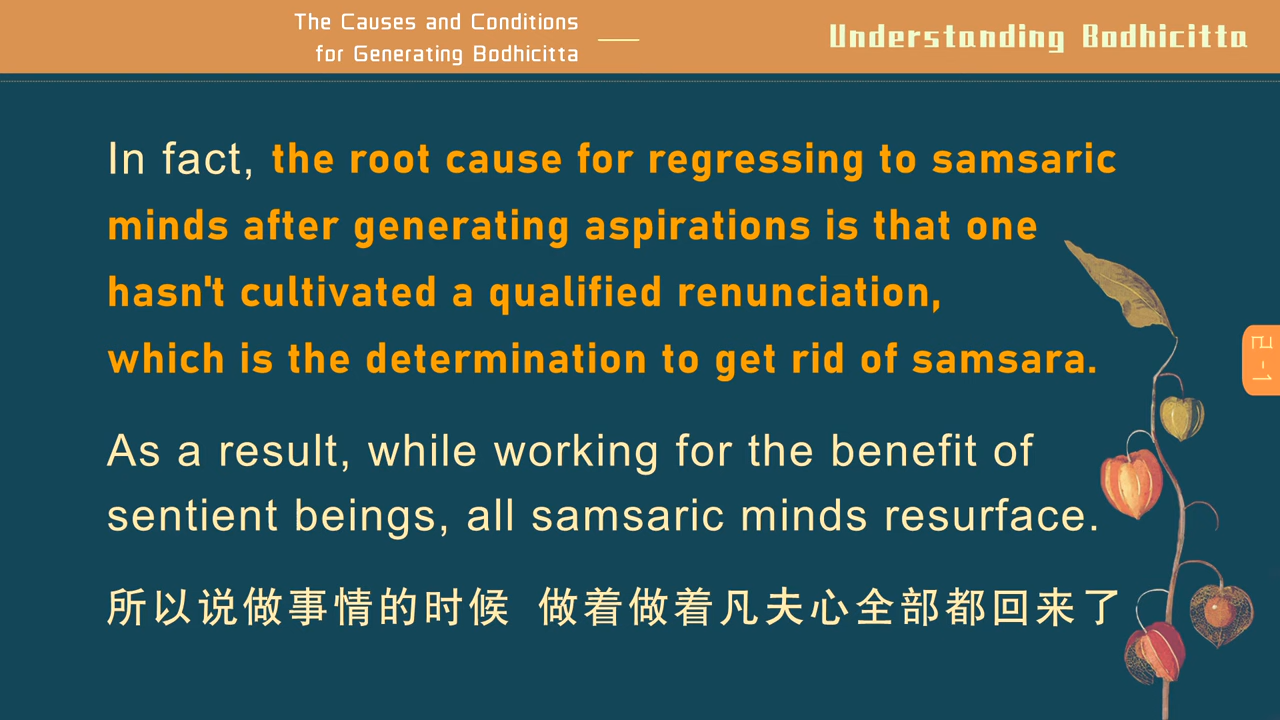 The Causes and Conditions
for Generating Bodhicitta
Understanding Bodhicitta
In fact, the root cause for regressing to samsaric
minds after generating aspirations is that one
hasn't cultivated a qualified renunciation,
which is the determination to get rid of samsara.
As a result, while working for the benefit of
sentient beings, all samsaric minds resurface.
所以说做事情的时候 做着做着凡夫心全部都回来了